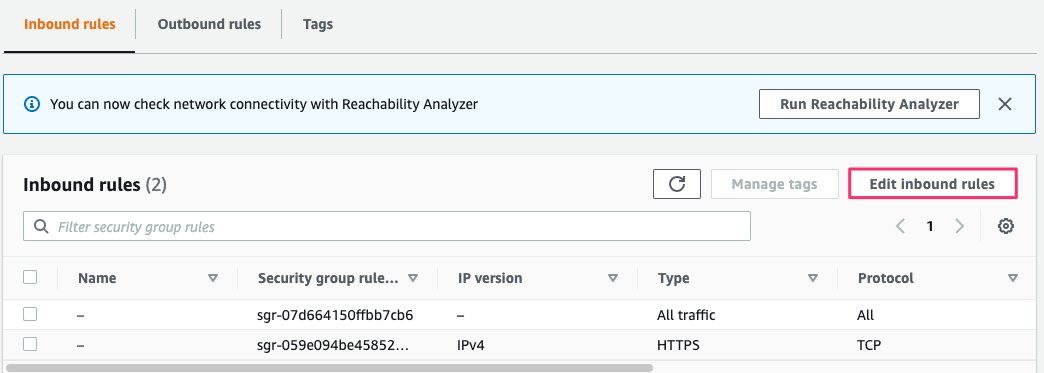 Inbound rules Outbound rules Tags
You can now check network connectivity with Reachability Analyzer Run Reachability Analyzer
Inbound rules (2) Manage tags Edit inbound rules
Filter security group rules 1
Name Security group rule... IP version Type Protocol
– sgr-07d664150ffbb7cb6 – All traffic All
– sgr-059e094be45852... IPv4 HTTPS TCP